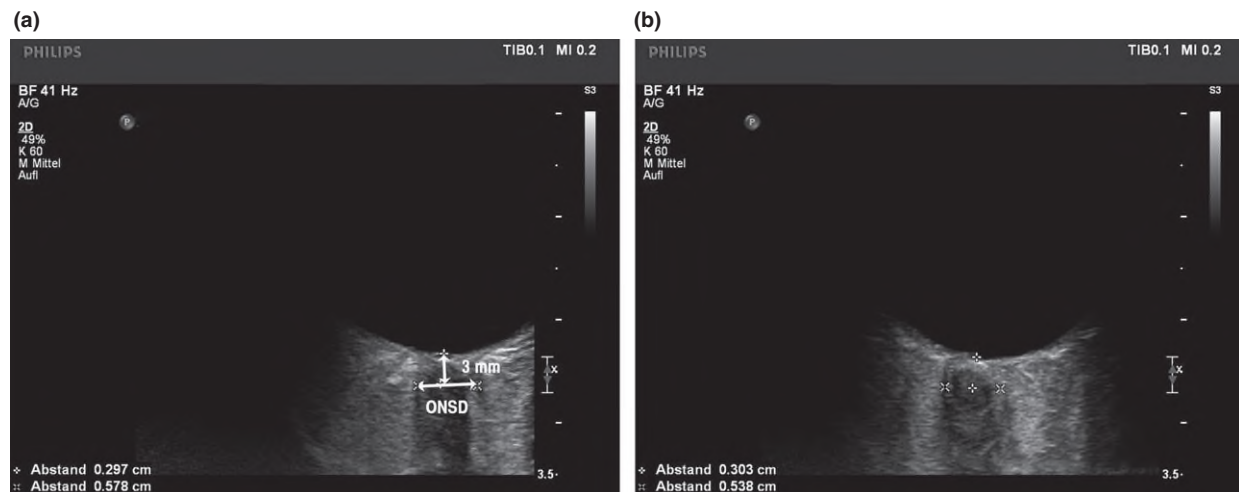 (a)
PHILIPS
TIB0.1 MI 0.2
BF 41 Hz
A/G
2D
49%
K 60
M Mittel
Aufl
P
S3
x
3 mm
ONSD
3.5
Abstand 0.297 cm
Abstand 0.578 cm
(b)
PHILIPS
TIB0.1 MI 0.2
BF 41 Hz
A/G
2D
49%
K 60
M Mittel
Aufl
P
S3
x
3.5
Abstand 0.303 cm
Abstand 0.538 cm